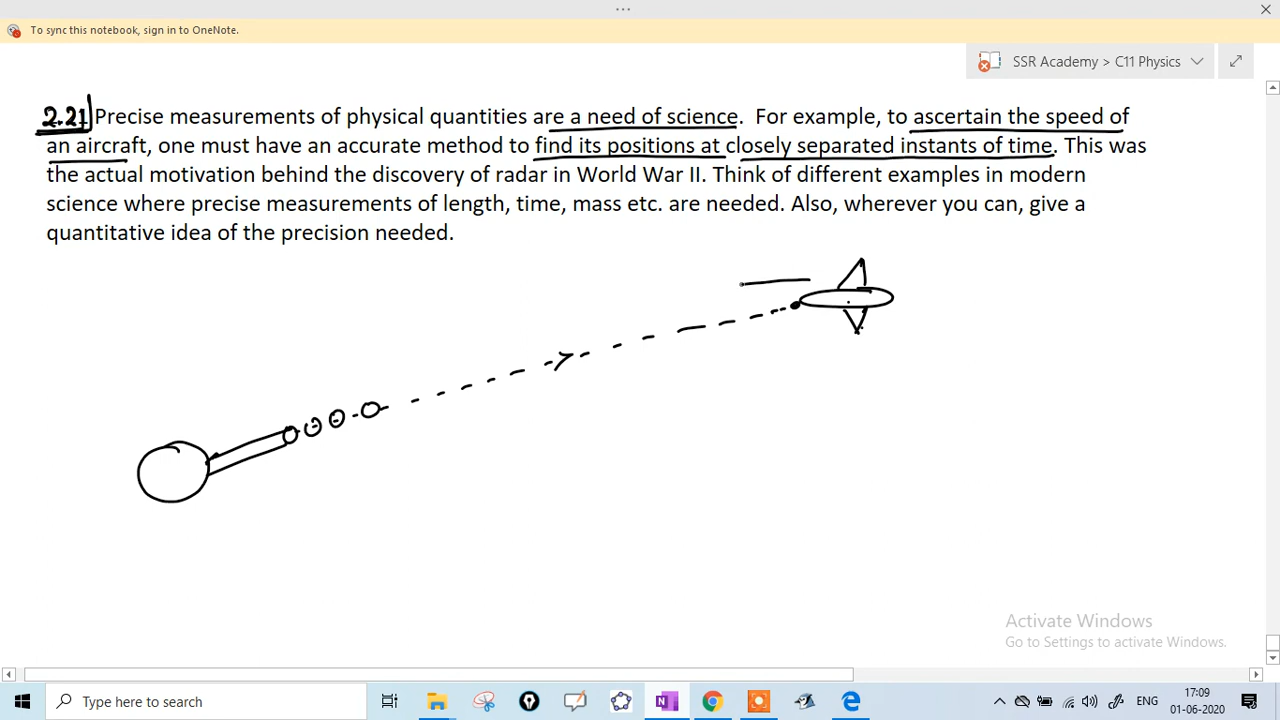 To sync this notebook, sign in to OneNote.
SSR Academy > C11 Physics
2.21 Precise measurements of physical quantities are a need of science. For example, to ascertain the speed of
an aircraft, one must have an accurate method to find its positions at closely separated instants of time. This was
the actual motivation behind the discovery of radar in World War II. Think of different examples in modern
science where precise measurements of length, time, mass etc. are needed. Also, wherever you can, give a
quantitative idea of the precision needed.
Activate Windows
Go to Settings to activate Windows.
Type here to search
ENG
17:09
01-06-2020